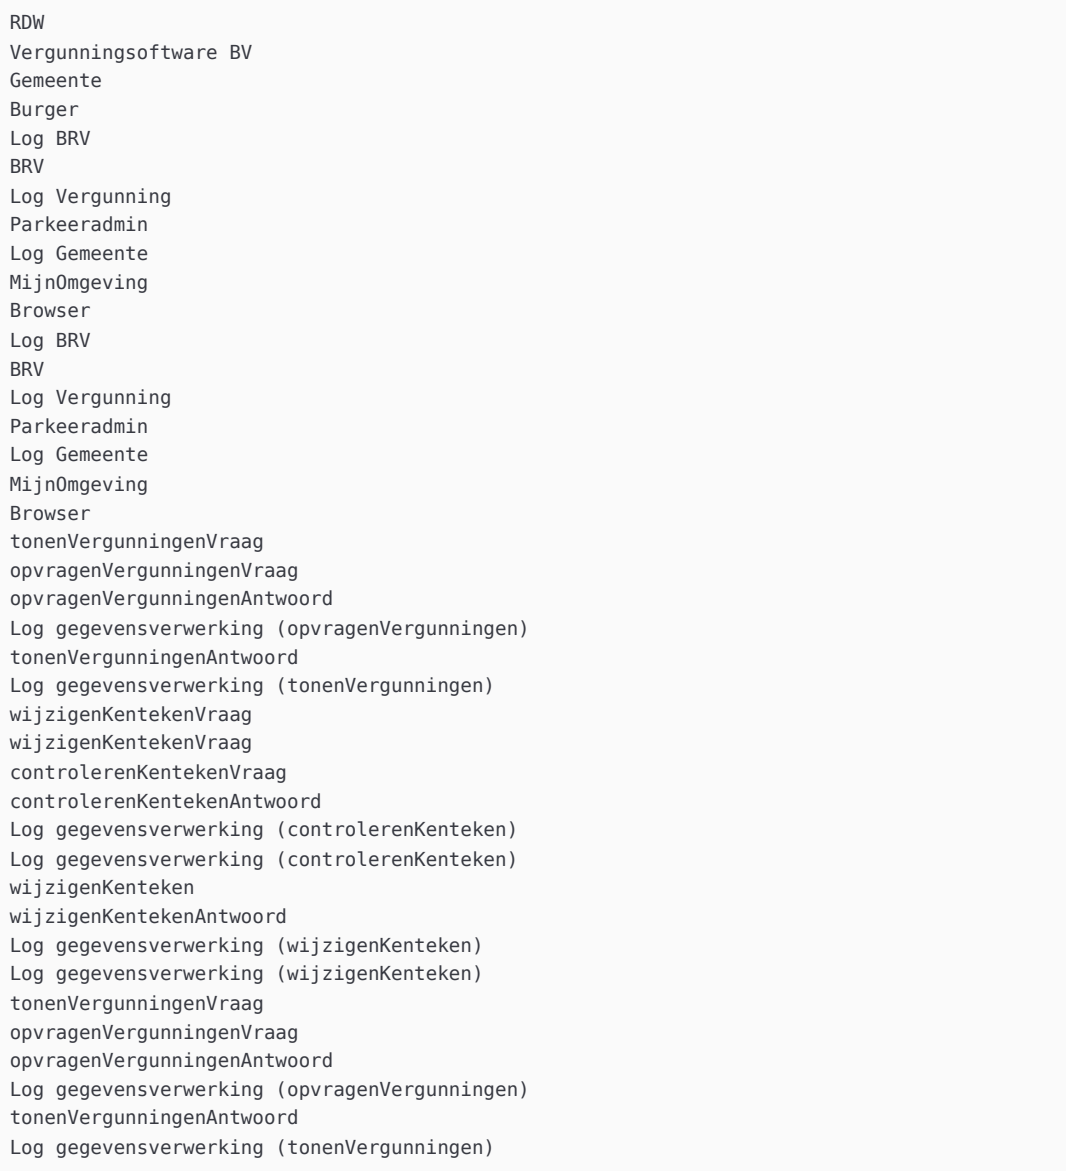 RDW
Vergunningsoftware BV
Gemeente
Burger
Log BRV
BRV
Log Vergunning
Parkeeradmin
Log Gemeente
MijnOmgeving
Browser
Log BRV
BRV
Log Vergunning
Parkeeradmin
Log Gemeente
MijnOmgeving
Browser
tonenVergunningenVraag
opvragenVergunningenVraag
opvragenVergunningenAntwoord
Log gegevensverwerking (opvragenVergunningen)
tonenVergunningenAntwoord
Log gegevensverwerking (tonenVergunningen)
wijzigenKentekenVraag
wijzigenKentekenVraag
controlerenKentekenVraag
controlerenKentekenAntwoord
Log gegevensverwerking (controlerenKenteken)
Log gegevensverwerking (controlerenKenteken)
wijzigenKenteken
wijzigenKentekenAntwoord
Log gegevensverwerking (wijzigenKenteken)
Log gegevensverwerking (wijzigenKenteken)
tonenVergunningenVraag
opvragenVergunningenVraag
opvragenVergunningenAntwoord
Log gegevensverwerking (opvragenVergunningen)
tonenVergunningenAntwoord
Log gegevensverwerking (tonenVergunningen)